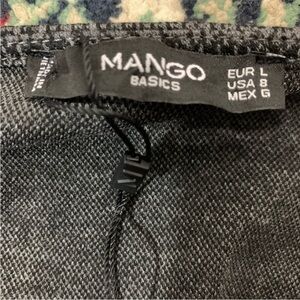 MANGO
BASICS
EUR L
USA 8
MEX G